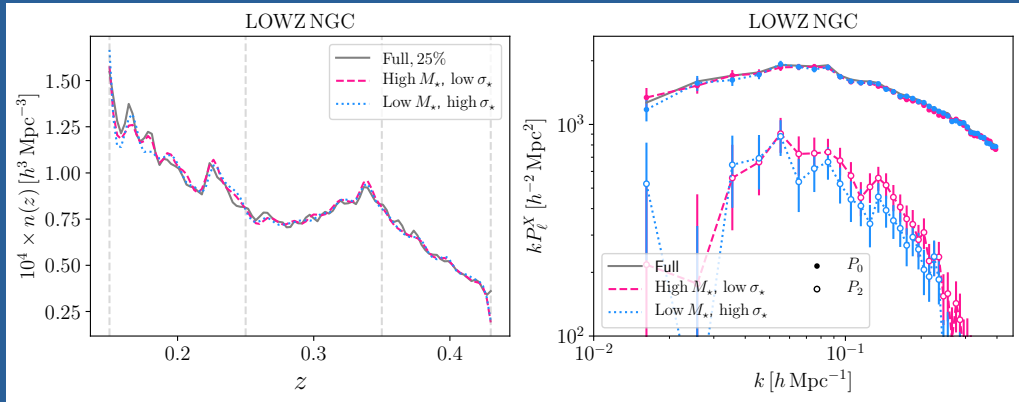 LOWZ NGC
10⁴ × n(z) [h³ Mpc⁻³]
1.50
1.25
1.00
0.75
0.50
0.25
Full, 25%
High M⋆, low σ⋆
Low M⋆, high σ⋆
0.2
0.3
0.4
z
LOWZ NGC
kP_ℓ^X [h⁻² Mpc²]
10³
10²
Full
High M⋆, low σ⋆
Low M⋆, high σ⋆
P₀
P₂
10⁻²
10⁻¹
k [h Mpc⁻¹]